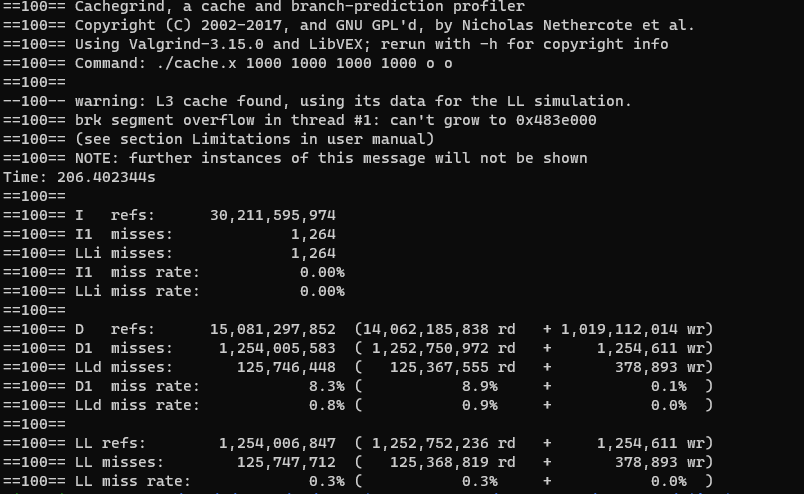 ==100== Cachegrind, a cache and branch-prediction profiler
==100== Copyright (C) 2002-2017, and GNU GPL'd, by Nicholas Nethercote et al.
==100== Using Valgrind-3.15.0 and LibVEX; rerun with -h for copyright info
==100== Command: ./cache.x 1000 1000 1000 1000 o o
==100==
--100-- warning: L3 cache found, using its data for the LL simulation.
==100== brk segment overflow in thread #1: can't grow to 0x483e000
==100== (see section Limitations in user manual)
==100== NOTE: further instances of this message will not be shown
Time: 206.402344s
==100==
==100== I   refs:      30,211,595,974
==100== I1  misses:             1,264
==100== LLi misses:             1,264
==100== I1  miss rate:           0.00%
==100== LLi miss rate:           0.00%
==100==
==100== D   refs:      15,081,297,852  (14,062,185,838 rd   + 1,019,112,014 wr)
==100== D1  misses:     1,254,005,583  ( 1,252,750,972 rd   +     1,254,611 wr)
==100== LLd misses:       125,746,448  (   125,367,555 rd   +       378,893 wr)
==100== D1  miss rate:            8.3% (           8.9%     +           0.1%  )
==100== LLd miss rate:            0.8% (           0.9%     +           0.0%  )
==100==
==100== LL refs:        1,254,006,847  ( 1,252,752,236 rd   +     1,254,611 wr)
==100== LL misses:        125,747,712  (   125,368,819 rd   +       378,893 wr)
==100== LL miss rate:             0.3% (           0.3%     +           0.0%  )